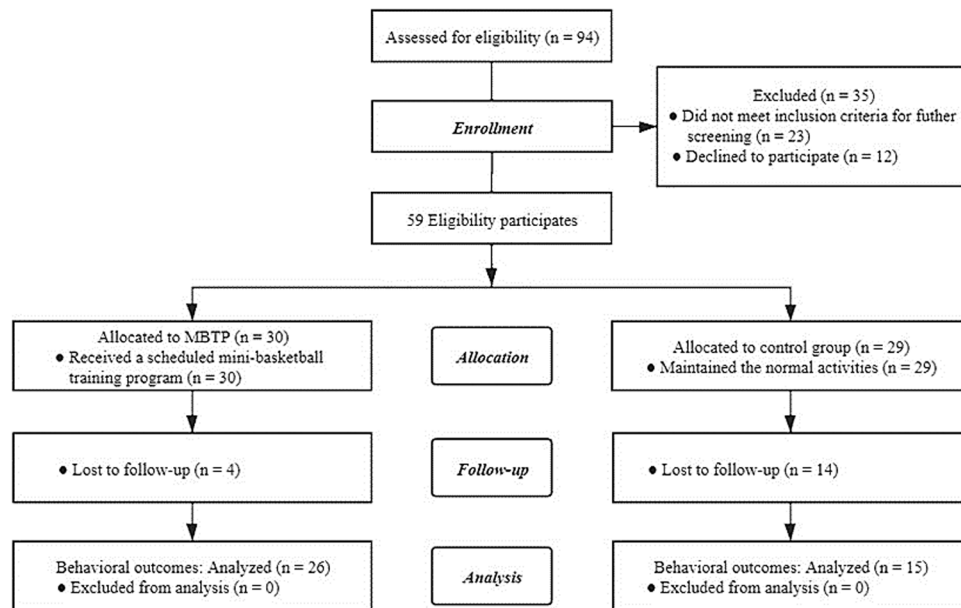 Assessed for eligibility (n = 94)
Excluded (n = 35)
● Did not meet inclusion criteria for futher
screening (n = 23)
● Declined to participate (n = 12)
Enrollment
59 Eligibility participates
Allocated to MBTP (n = 30)
● Received a scheduled mini-basketball
training program (n = 30)
Allocation
Allocated to control group (n = 29)
● Maintained the normal activities (n = 29)
● Lost to follow-up (n = 4)
Follow-up
● Lost to follow-up (n = 14)
Behavioral outcomes: Analyzed (n = 26)
● Excluded from analysis (n = 0)
Analysis
Behavioral outcomes: Analyzed (n = 15)
● Excluded from analysis (n = 0)